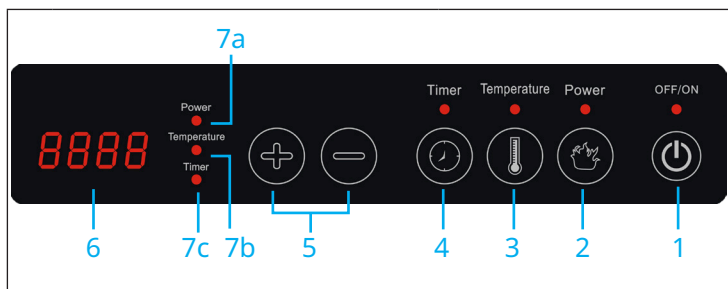 7a
Timer Temperature Power OFF/ON
Power
Temperature
Timer
8888
6 7c 7b 5 4 3 2 1